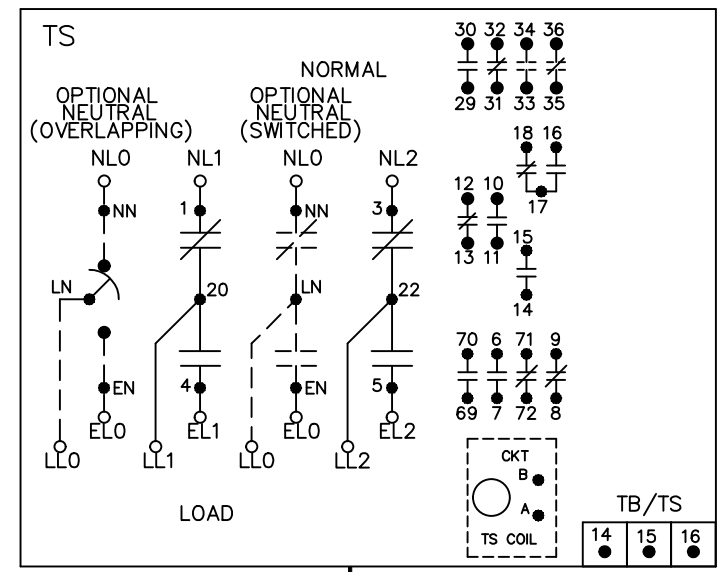 TS
NORMAL
OPTIONAL NEUTRAL (OVERLAPPING)
OPTIONAL NEUTRAL (SWITCHED)
NL0 NL1 NL0 NL2
NN 1 NN 3
LN 20 LN 22
EN 4 EN 5
EL0 EL1 EL0 EL2
LL0 LL1 LL0 LL2
LOAD
30 32 34 36
29 31 33 35
18 16
17
12 10
13 11
15
14
70 6 71 9
69 7 72 8
CKT
B
A
TS COIL
TB/TS
14 15 16